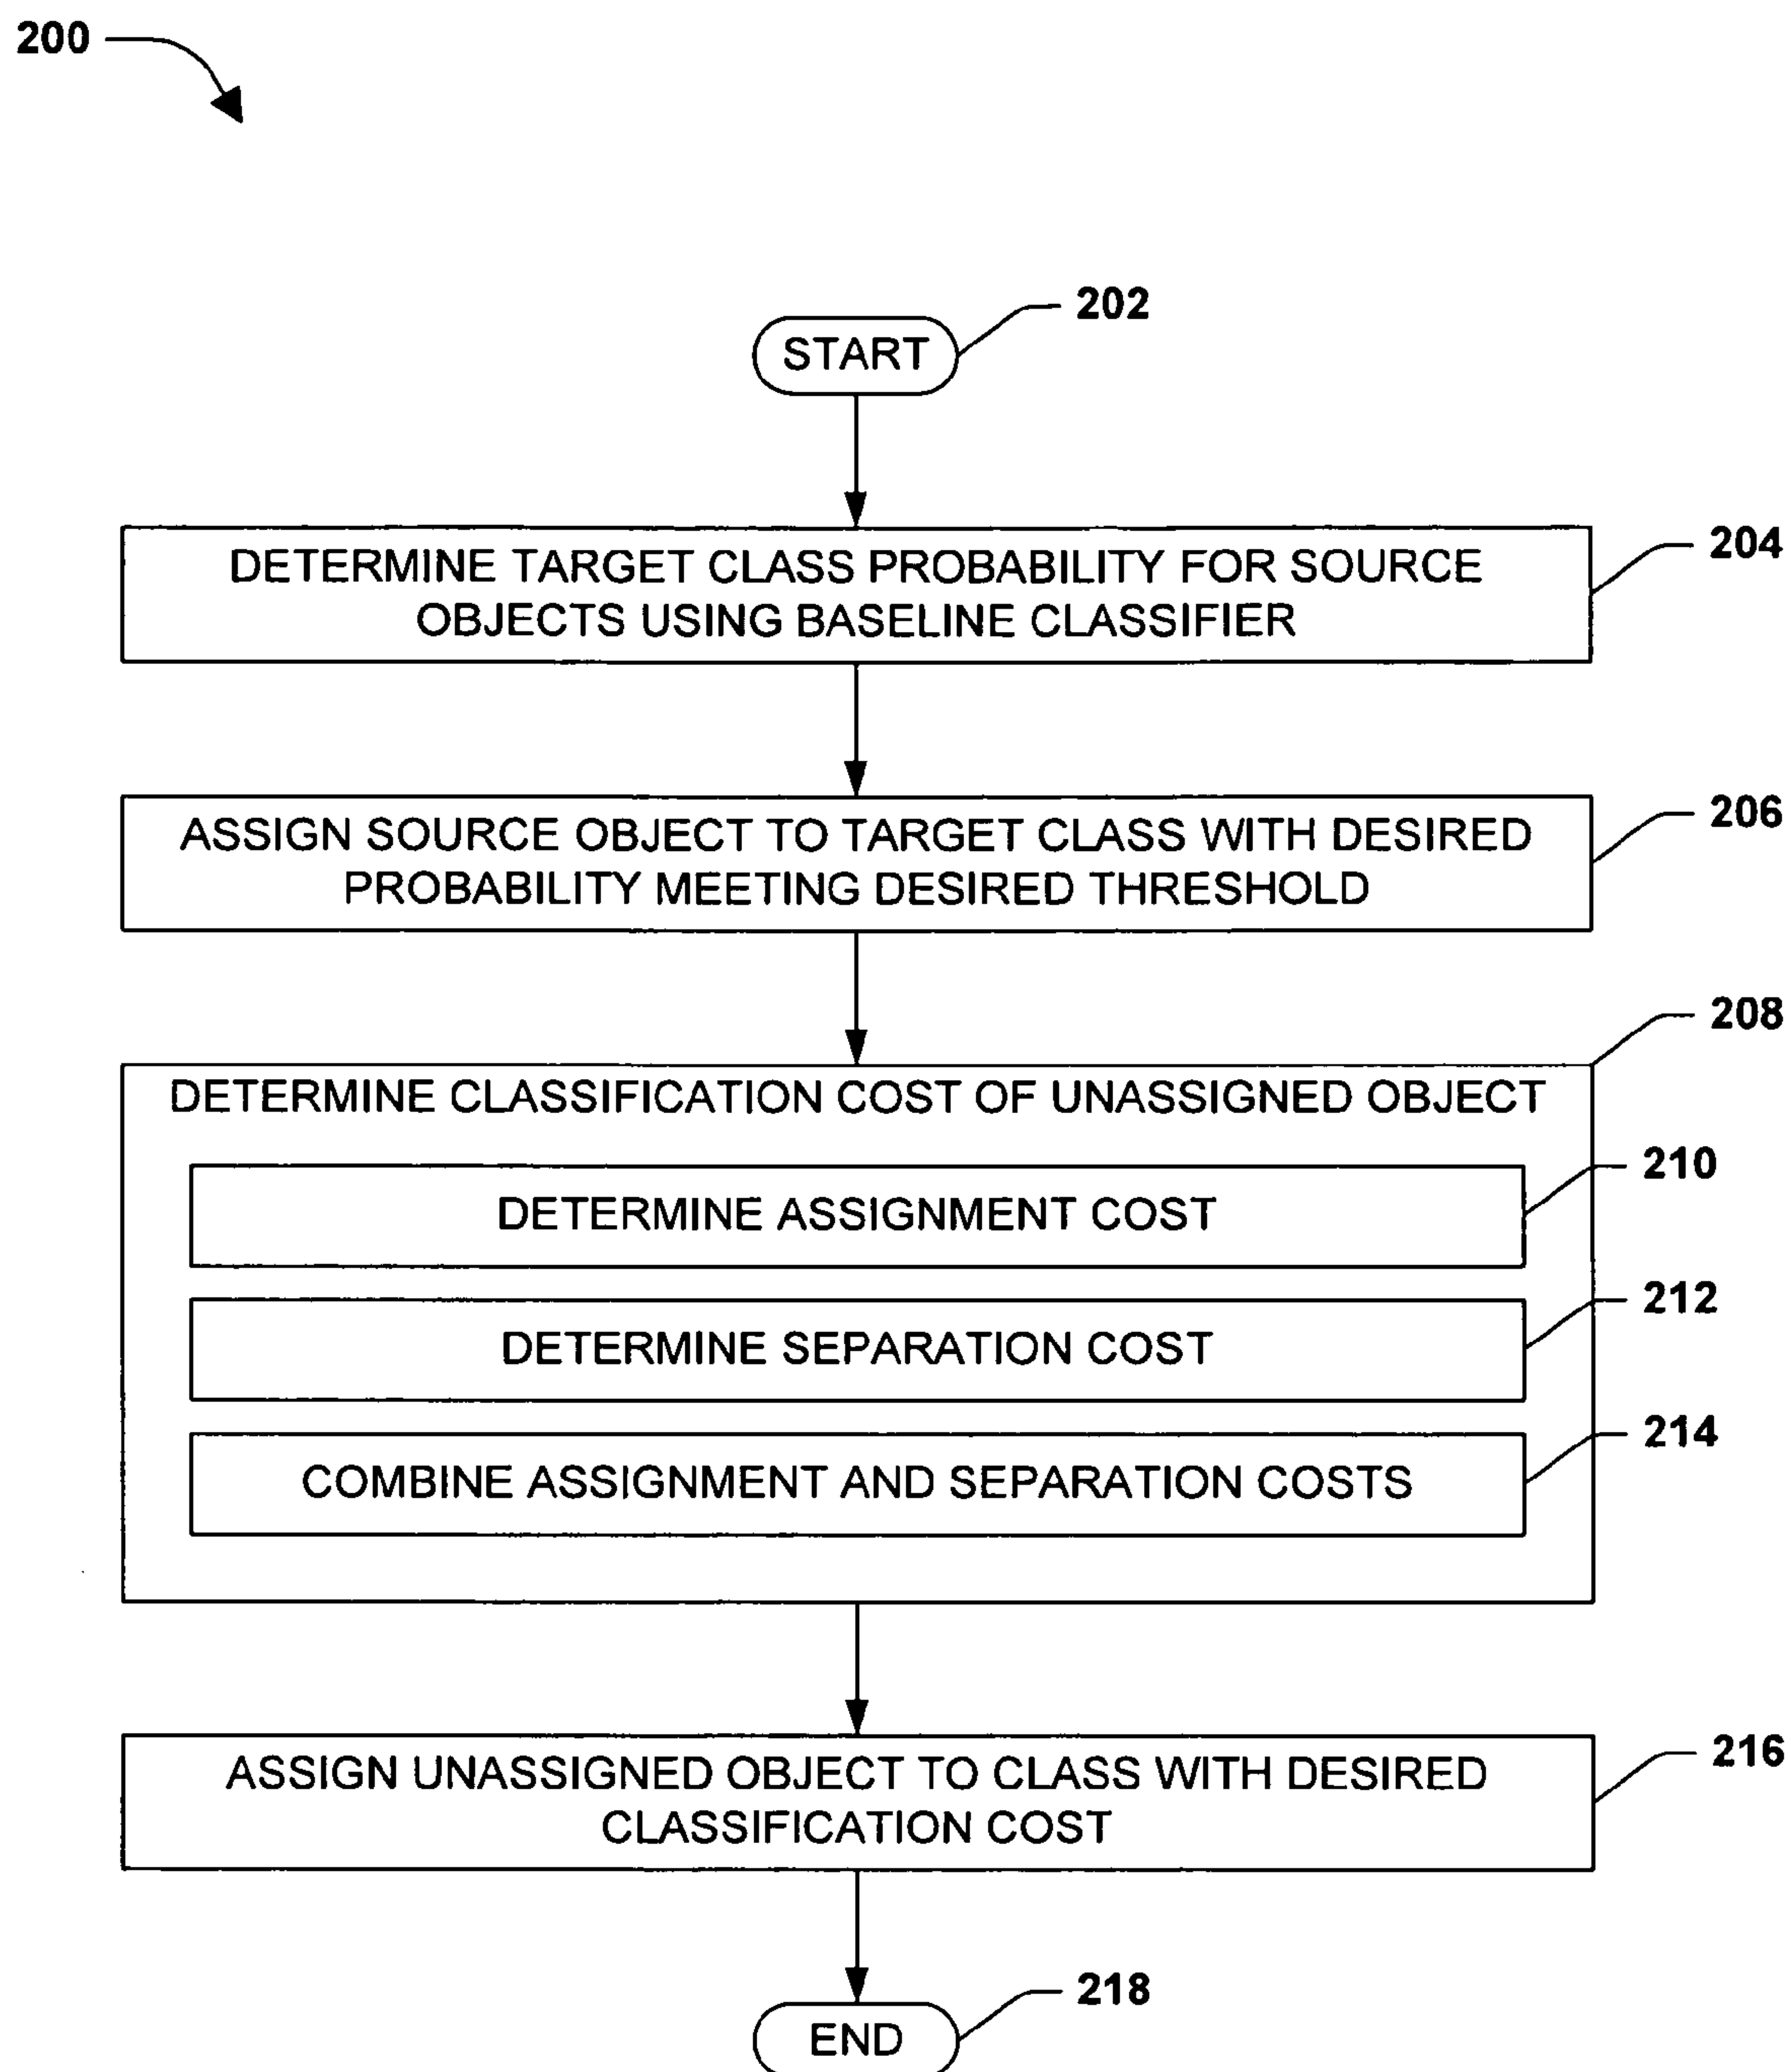 200
202
START
204
DETERMINE TARGET CLASS PROBABILITY FOR SOURCE
OBJECTS USING BASELINE CLASSIFIER
206
ASSIGN SOURCE OBJECT TO TARGET CLASS WITH DESIRED
PROBABILITY MEETING DESIRED THRESHOLD
208
DETERMINE CLASSIFICATION COST OF UNASSIGNED OBJECT
210
DETERMINE ASSIGNMENT COST
212
DETERMINE SEPARATION COST
214
COMBINE ASSIGNMENT AND SEPARATION COSTS
216
ASSIGN UNASSIGNED OBJECT TO CLASS WITH DESIRED
CLASSIFICATION COST
218
END